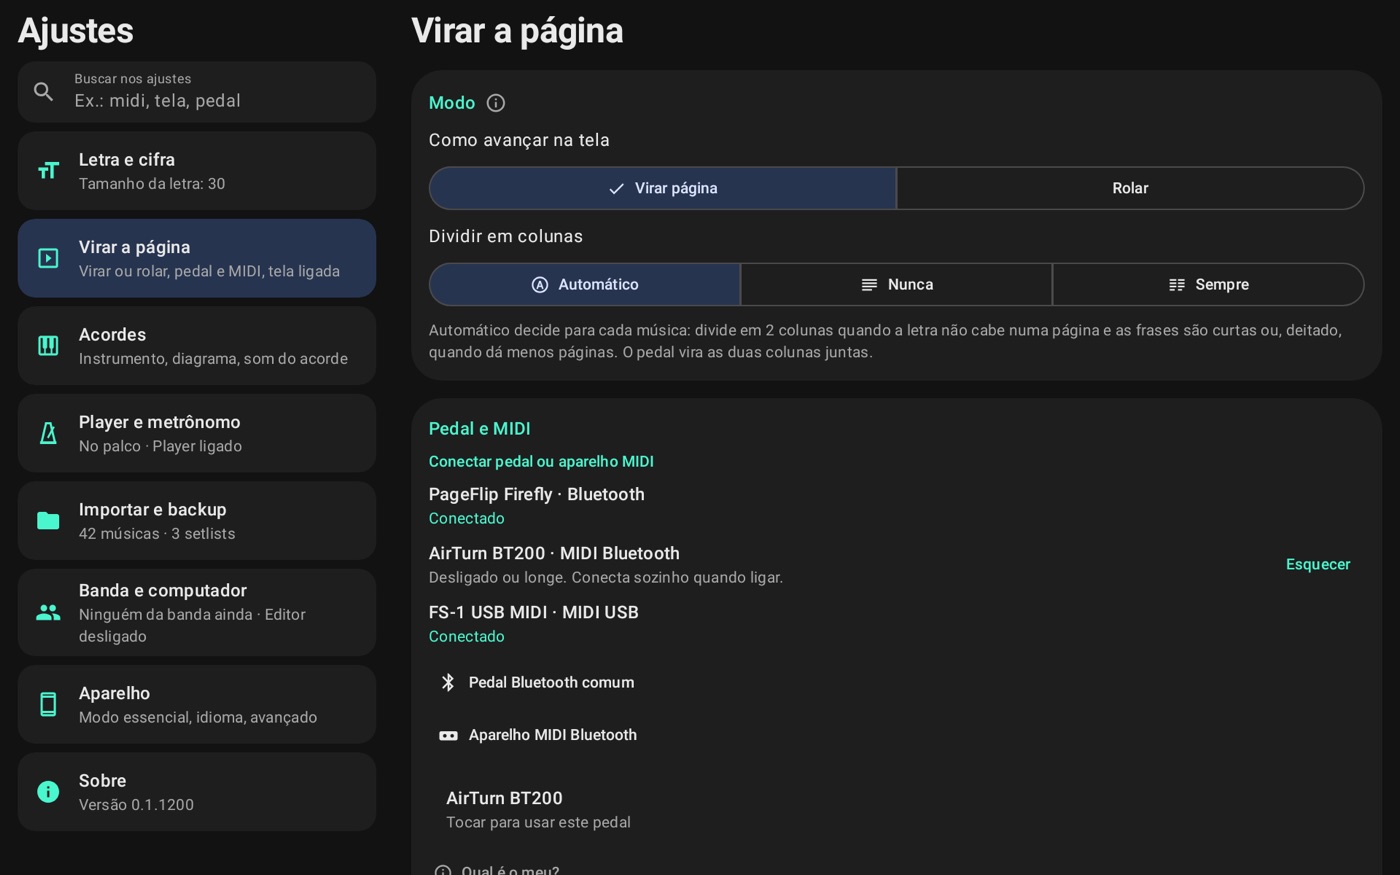 Ajustes
Buscar nos ajustes
Ex.: midi, tela, pedal
Letra e cifra
Tamanho da letra: 30
Virar a página
Virar ou rolar, pedal e MIDI, tela ligada
Acordes
Instrumento, diagrama, som do acorde
Player e metrônomo
No palco · Player ligado
Importar e backup
42 músicas · 3 setlists
Banda e computador
Ninguém da banda ainda · Editor
desligado
Aparelho
Modo essencial, idioma, avançado
Sobre
Versão 0.1.1200
Virar a página
Modo
Como avançar na tela
Virar página
Rolar
Dividir em colunas
Automático
Nunca
Sempre
Automático decide para cada música: divide em 2 colunas quando a letra não cabe numa página e as frases são curtas ou, deitado,
quando dá menos páginas. O pedal vira as duas colunas juntas.
Pedal e MIDI
Conectar pedal ou aparelho MIDI
PageFlip Firefly · Bluetooth
Conectado
AirTurn BT200 · MIDI Bluetooth
Desligado ou longe. Conecta sozinho quando ligar.
Esquecer
FS-1 USB MIDI · MIDI USB
Conectado
Pedal Bluetooth comum
Aparelho MIDI Bluetooth
AirTurn BT200
Tocar para usar este pedal
Qual é o meu?